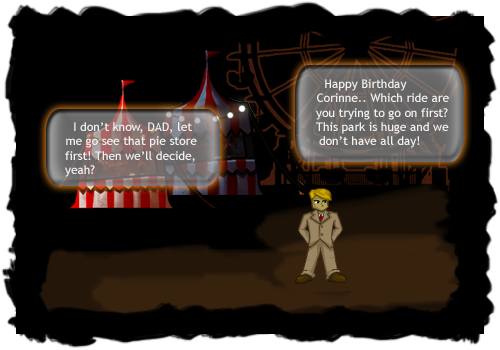 Happy Birthday
Corinne.. Which ride are
you trying to go on first?
This park is huge and we
don't have all day!
I don't know, DAD, let
me go see that pie store
first! Then we'll decide,
yeah?